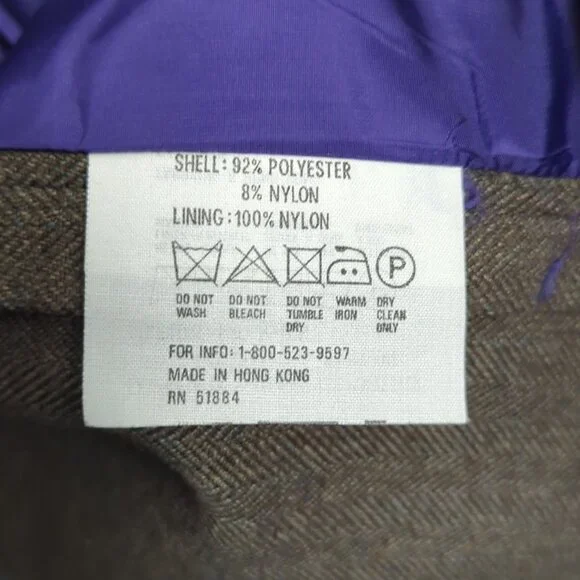 SHELL: 92% POLYESTER
8% NYLON
LINING: 100% NYLON
P
DO NOT WASH
DO NOT BLEACH
DO NOT TUMBLE DRY
WARM IRON
DRY CLEAN ONLY
FOR INFO: 1-800-523-9597
MADE IN HONG KONG
RN 51884